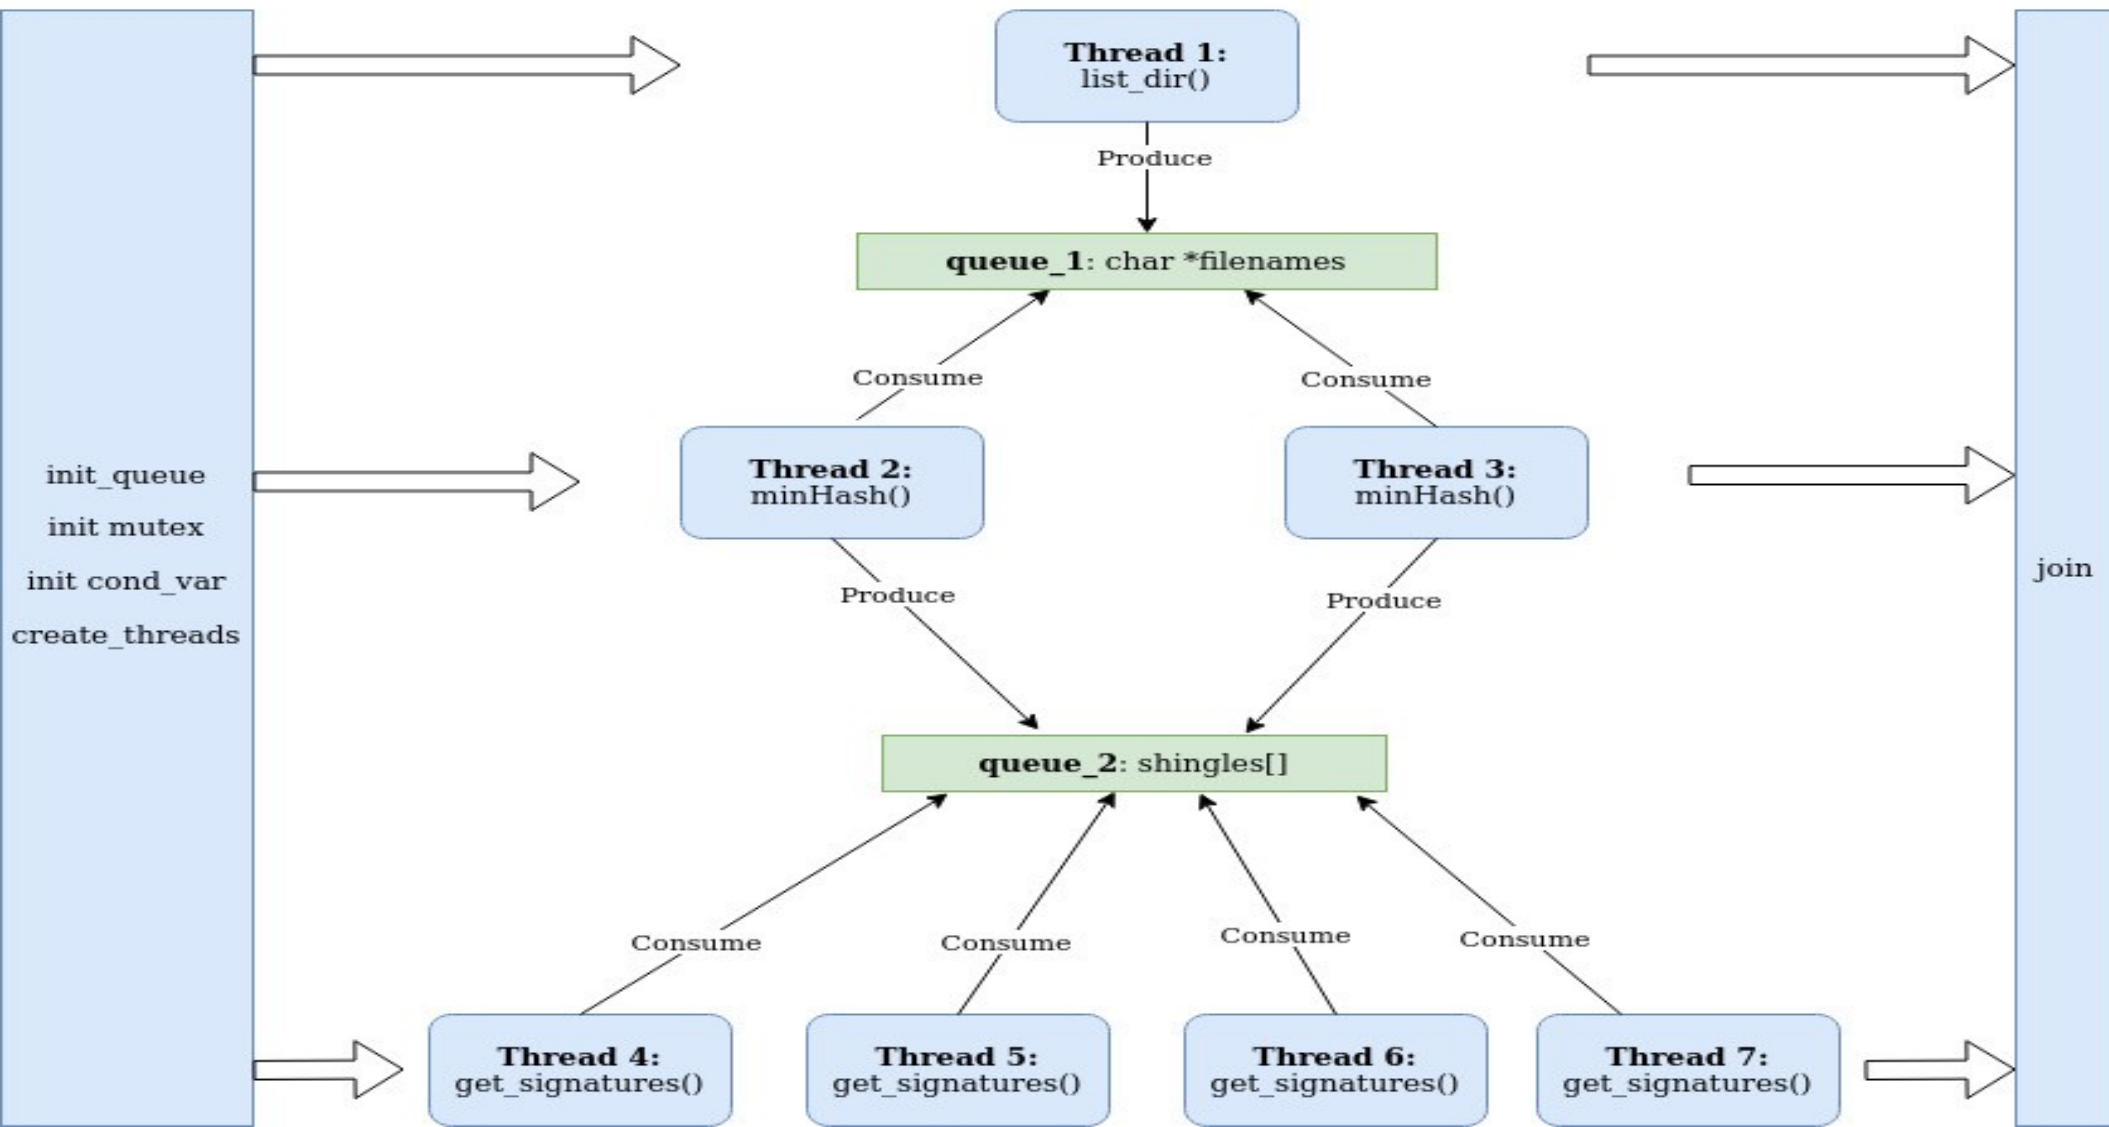 Thread 1:
list_dir()
Produce
queue_1: char *filenames
Consume
Consume
init_queue
init mutex
init cond_var
create_threads
Thread 2:
minHash()
Thread 3:
minHash()
join
Produce
Produce
queue_2: shingles[]
Consume
Consume
Consume
Consume
Thread 4:
get_signatures()
Thread 5:
get_signatures()
Thread 6:
get_signatures()
Thread 7:
get_signatures()